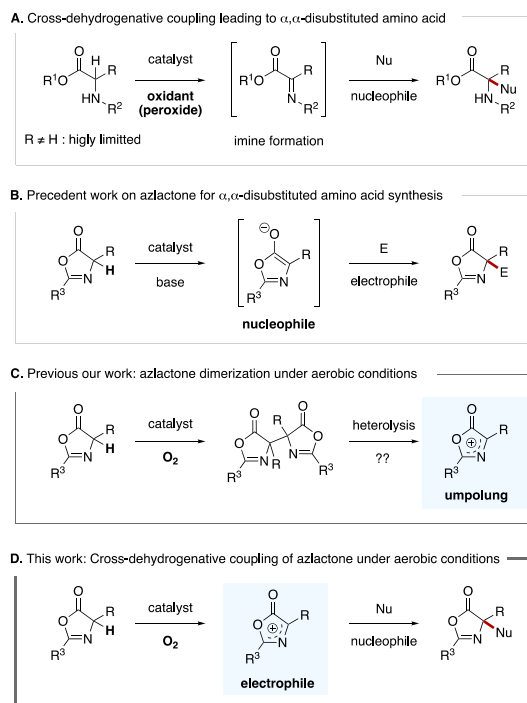 A. Cross-dehydrogenative coupling leading to α,α-disubstituted amino acid
O
H
R
R¹O
HN
R²
catalyst
oxidant
(peroxide)
O
R
R¹O
N
R²
imine formation
Nu
nucleophile
O
R
R¹O
Nu
HN
R²
R ≠ H : higly limitted
B. Precedent work on azlactone for α,α-disubstituted amino acid synthesis
O
R
O
H
N
R³
catalyst
base
⊖O
R
O
N
R³
nucleophile
E
electrophile
O
R
O
E
N
R³
C. Previous our work: azlactone dimerization under aerobic conditions
O
R
O
H
N
R³
catalyst
O₂
O
R
O
O
O
N
R
N
R³
R³
heterolysis
??
O
R
O
⊕
N
R³
umpolung
D. This work: Cross-dehydrogenative coupling of azlactone under aerobic conditions
O
R
O
H
N
R³
catalyst
O₂
O
R
O
⊕
N
R³
electrophile
Nu
nucleophile
O
R
O
Nu
N
R³